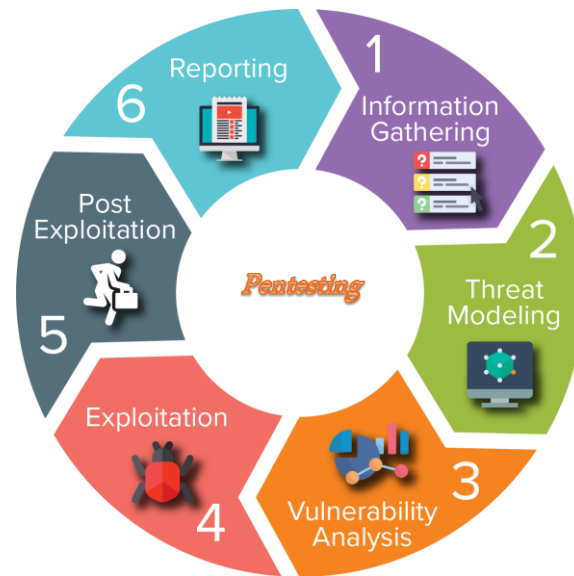 1
Information
Gathering
2
Threat
Modeling
3
Vulnerability
Analysis
4
Exploitation
5
Post
Exploitation
6
Reporting
Pentesting